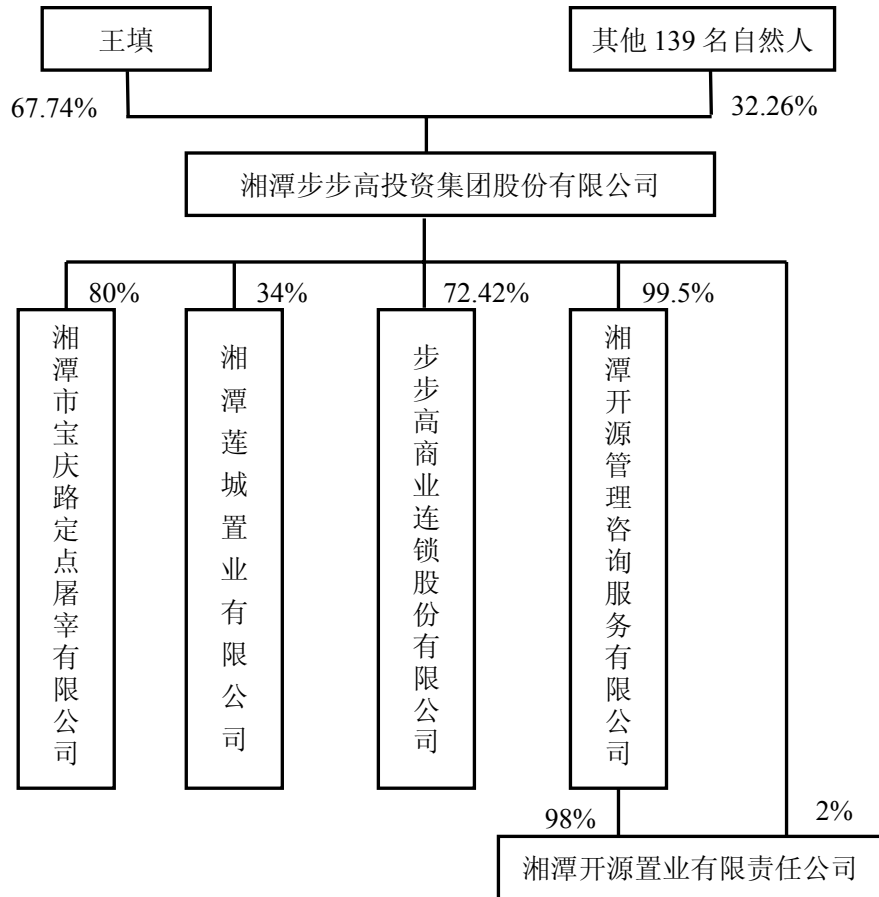 王填
其他 139 名自然人
67.74%
32.26%
湘潭步步高投资集团股份有限公司
80%
34%
72.42%
99.5%
湘潭市宝庆路定点屠宰有限公司
湘潭莲城置业有限公司
步步高商业连锁股份有限公司
湘潭开源管理咨询服务有限公司
98%
2%
湘潭开源置业有限责任公司